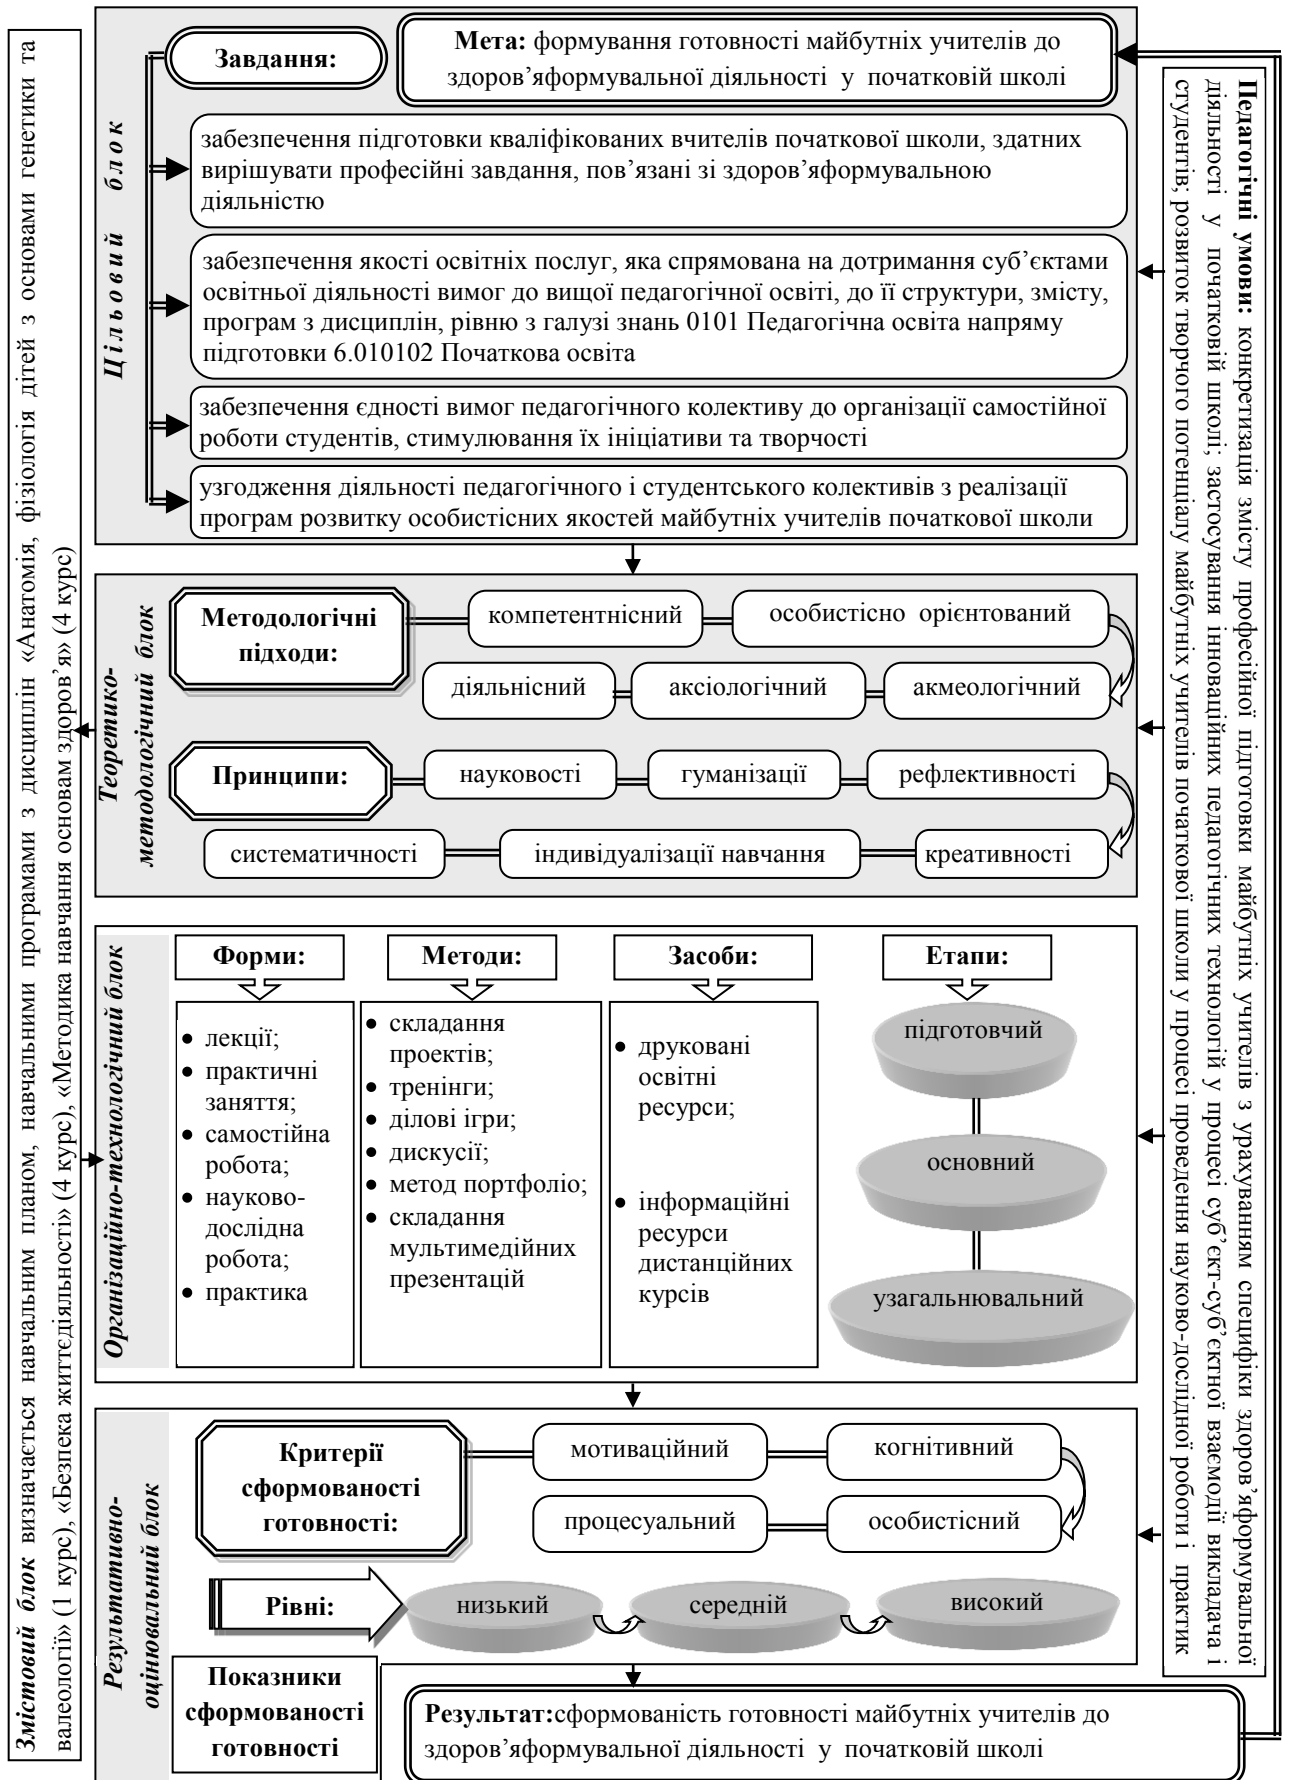 Змістовий блок визначається навчальним планом, навчальними програмами з дисциплін «Анатомія, фізіологія дітей з основами генетики та
валеології» (1 курс), «Безпека життєдіяльності» (4 курс), «Методика навчання основам здоров’я» (4 курс)
Цільовий блок
Завдання:
Мета: формування готовності майбутніх учителів до
здоров’яформувальної діяльності у початковій школі
забезпечення підготовки кваліфікованих вчителів початкової школи, здатних
вирішувати професійні завдання, пов’язані зі здоров’яформувальною
діяльністю
забезпечення якості освітніх послуг, яка спрямована на дотримання суб’єктами
освітньої діяльності вимог до вищої педагогічної освіті, до її структури, змісту,
програм з дисциплін, рівню з галузі знань 0101 Педагогічна освіта напряму
підготовки 6.010102 Початкова освіта
забезпечення єдності вимог педагогічного колективу до організації самостійної
роботи студентів, стимулювання їх ініціативи та творчості
узгодження діяльності педагогічного і студентського колективів з реалізації
програм розвитку особистісних якостей майбутніх учителів початкової школи
Теоретико-
методологічний блок
Методологічні
підходи:
компетентнісний
особистісно орієнтований
діяльнісний
аксіологічний
акмеологічний
Принципи:
науковості
гуманізації
рефлективності
систематичності
індивідуалізації навчання
креативності
Організаційно-технологічний блок
Форми:
• лекції;
• практичні
заняття;
• самостійна
робота;
• науково-
дослідна
робота;
• практика
Методи:
• складання
проектів;
• тренінги;
• ділові ігри;
• дискусії;
• метод портфоліо;
• складання
мультимедійних
презентацій
Засоби:
• друковані
освітні
ресурси;
• інформаційні
ресурси
дистанційних
курсів
Етапи:
підготовчий
основний
узагальнювальний
Результативно-
оцінювальний блок
Критерії
сформованості
готовності:
мотиваційний
когнітивний
процесуальний
особистісний
Рівні:
низький
середній
високий
Показники
сформованості
готовності
Результат:сформованість готовності майбутніх учителів до
здоров’яформувальної діяльності у початковій школі
Педагогічні умови: конкретизація змісту професійної підготовки майбутніх учителів з урахуванням специфіки здоров’яформувальної
діяльності у початковій школі; застосування інноваційних педагогічних технологій у процесі суб’єкт-суб’єктної взаємодії викладача і
студентів; розвиток творчого потенціалу майбутніх учителів початкової школи у процесі проведення науково-дослідної роботи і практик